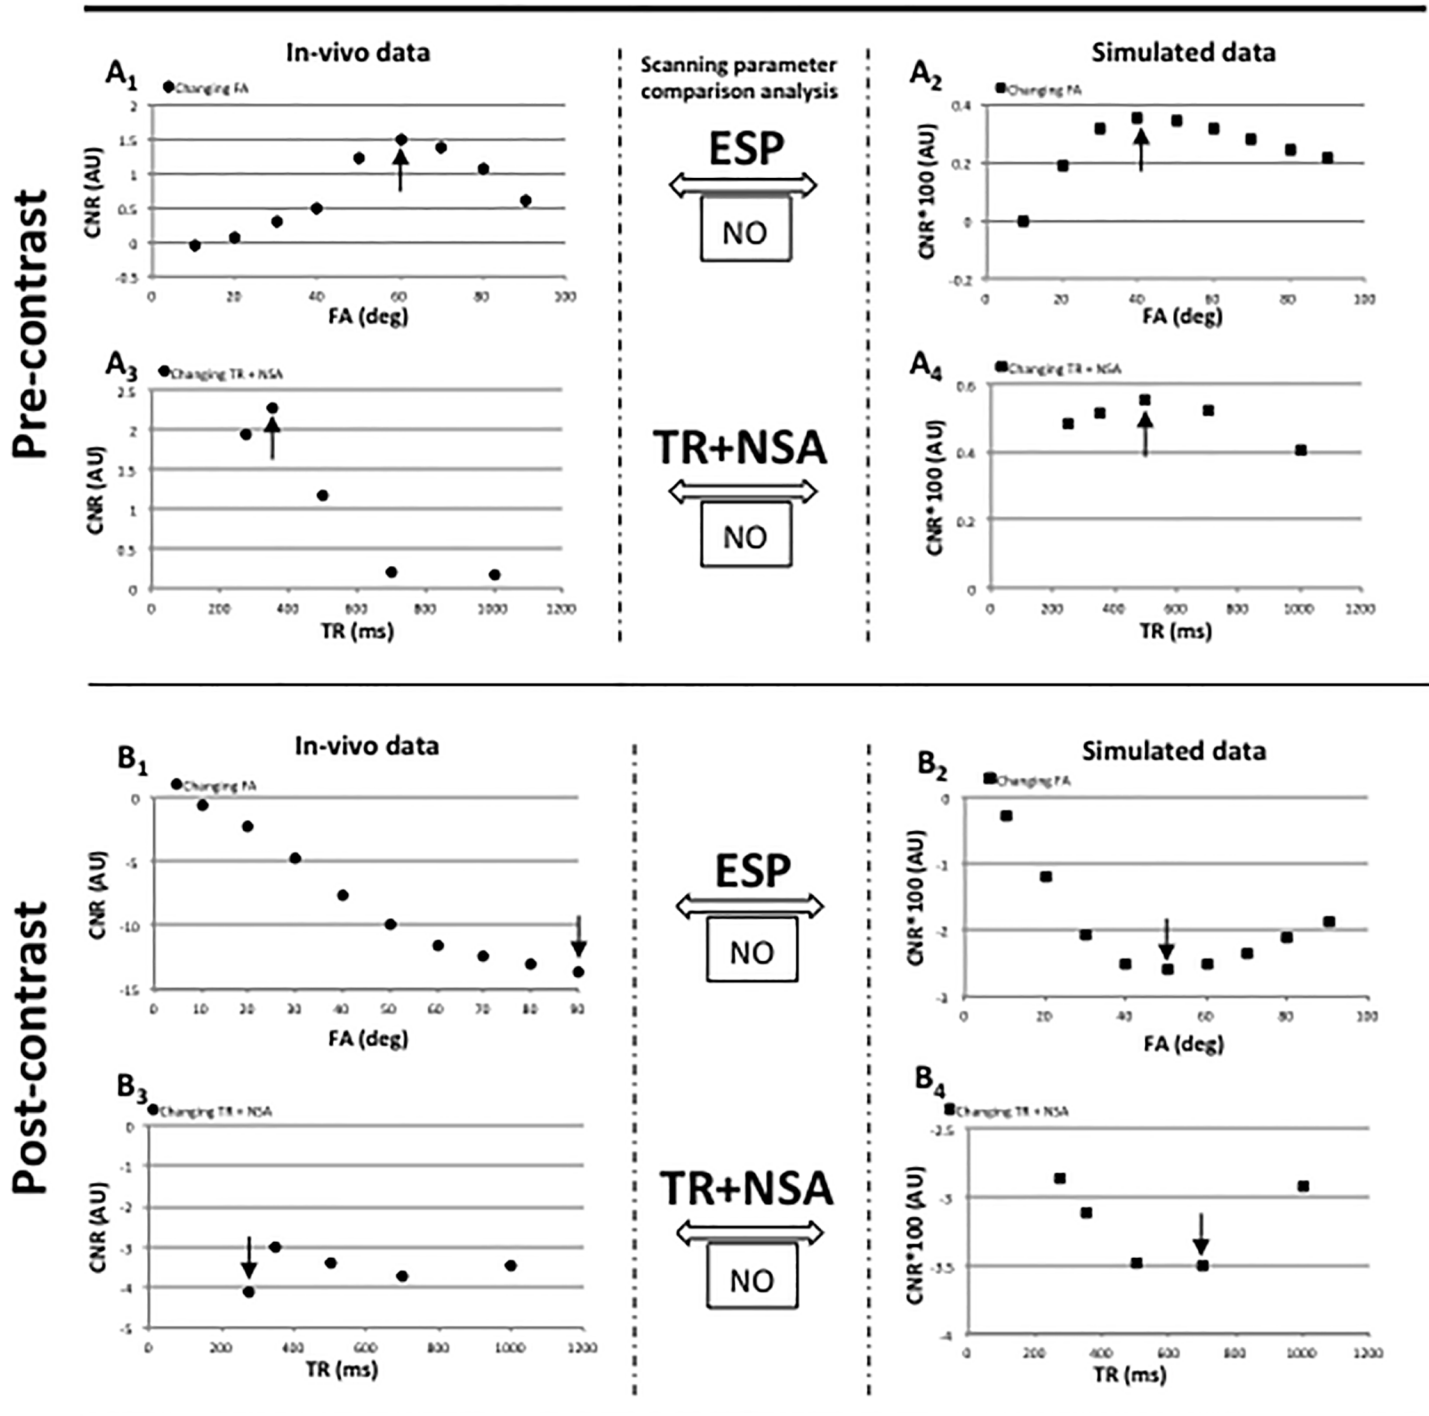 Pre-contrast
In-vivo data
Scanning parameter
comparison analysis
Simulated data
A1
Changing FA
2
1.5
1
0.5
0
-0.5
0 20 40 60 80 100
CNR (AU)
FA (deg)
ESP
NO
A2
Changing FA
0.4
0.2
0
-0.2
0 20 40 60 80 100
CNR*100 (AU)
FA (deg)
A3
Changing TR + NSA
2.5
2
1.5
1
0.5
0
0 200 400 600 800 1000 1200
CNR (AU)
TR (ms)
TR+NSA
NO
A4
Changing TR + NSA
0.6
0.4
0.2
0
0 200 400 600 800 1000 1200
CNR*100 (AU)
TR (ms)
Post-contrast
In-vivo data
Simulated data
B1
Changing FA
0
-5
-10
-15
0 10 20 30 40 50 60 70 80 90
CNR (AU)
FA (deg)
ESP
NO
B2
Changing FA
0
-1
-2
-3
0 20 40 60 80 100
CNR*100 (AU)
FA (deg)
B3
Changing TR + NSA
0
-1
-2
-3
-4
-5
0 200 400 600 800 1000 1200
CNR (AU)
TR (ms)
TR+NSA
NO
B4
Changing TR + NSA
-2.5
-3
-3.5
-4
0 200 400 600 800 1000 1200
CNR*100 (AU)
TR (ms)